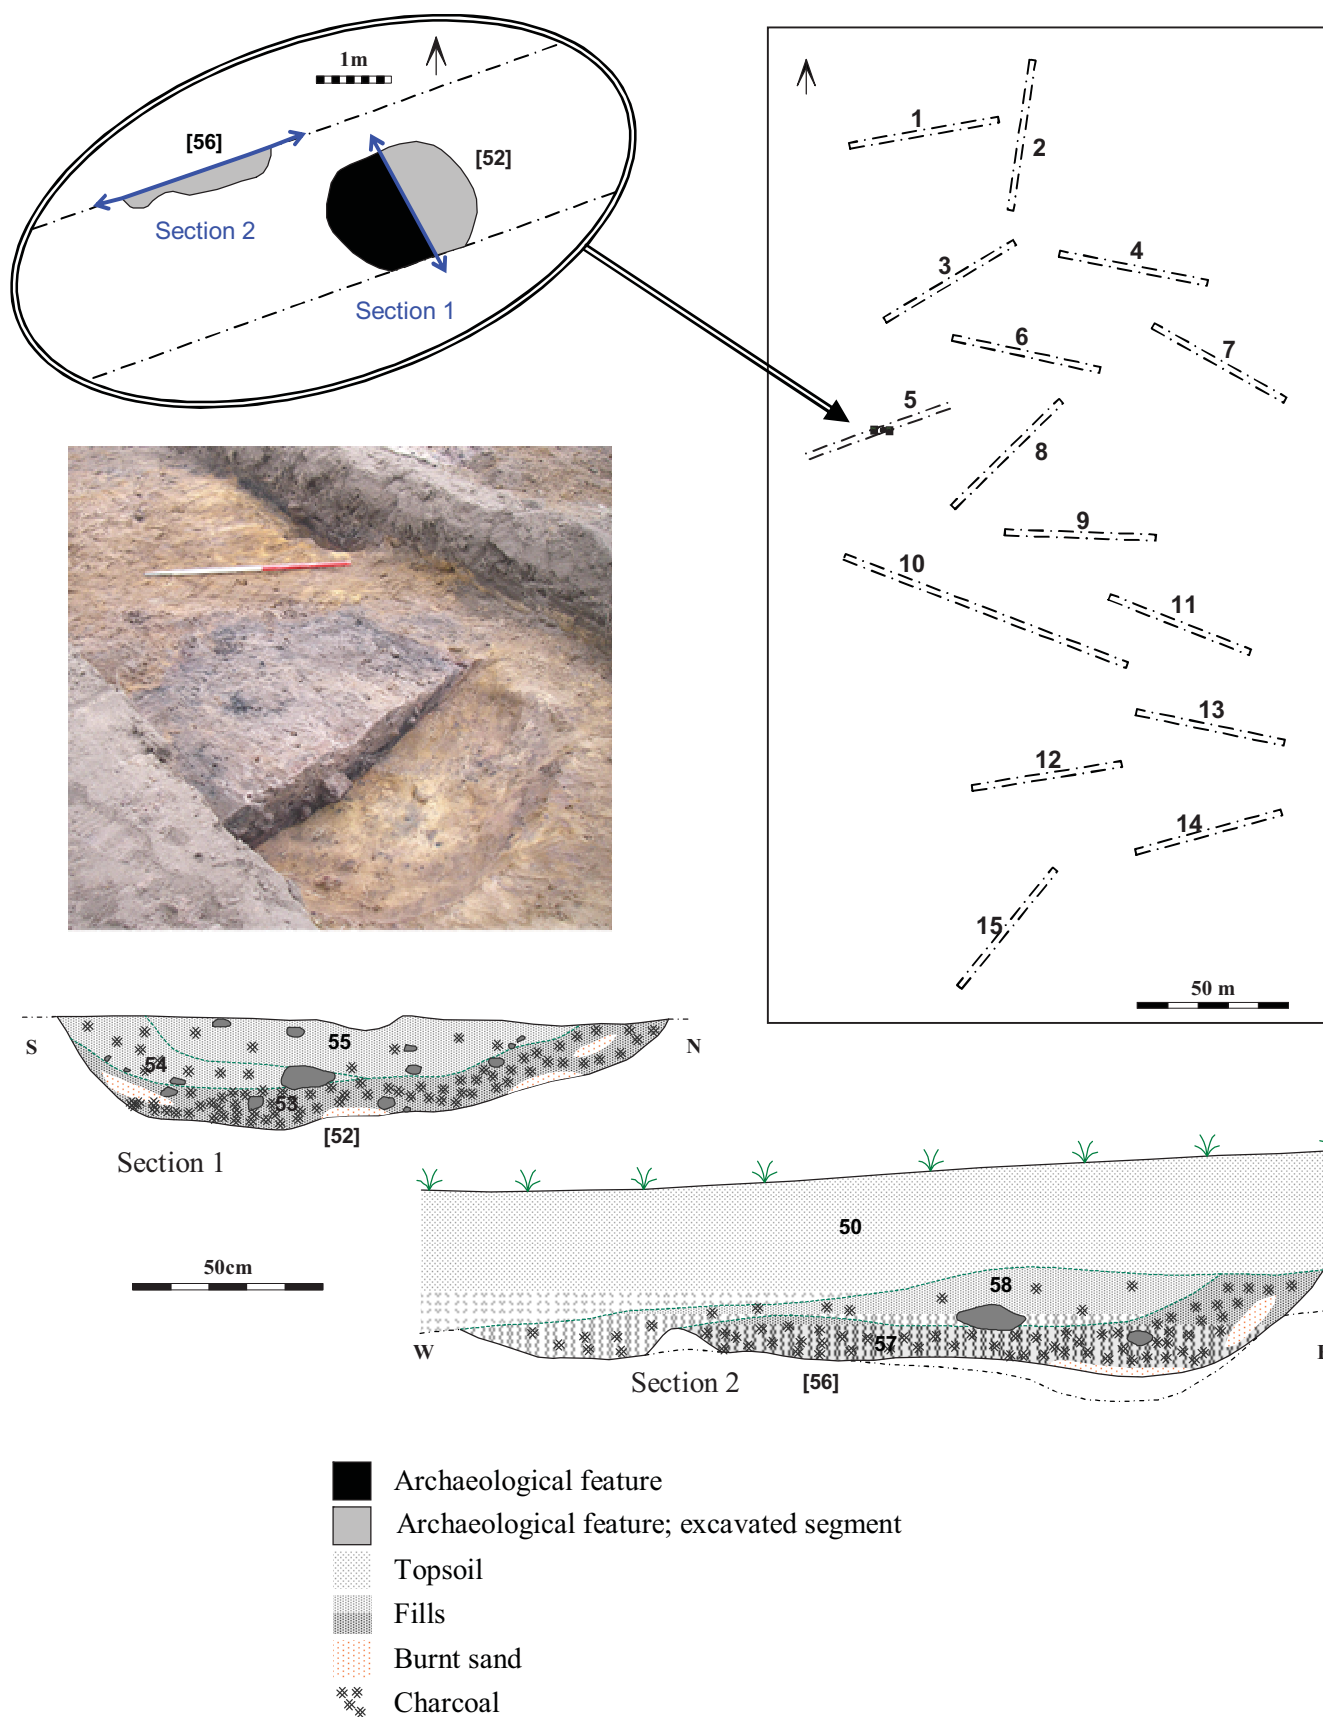 1m
[56]
[52]
Section 2
Section 1
1
2
3
4
6
7
5
8
9
10
11
13
12
14
15
50 m
S
55
N
54
53
[52]
Section 1
50cm
50
58
57
W
Section 2
[56]
Archaeological feature
Archaeological feature; excavated segment
Topsoil
Fills
Burnt sand
Charcoal